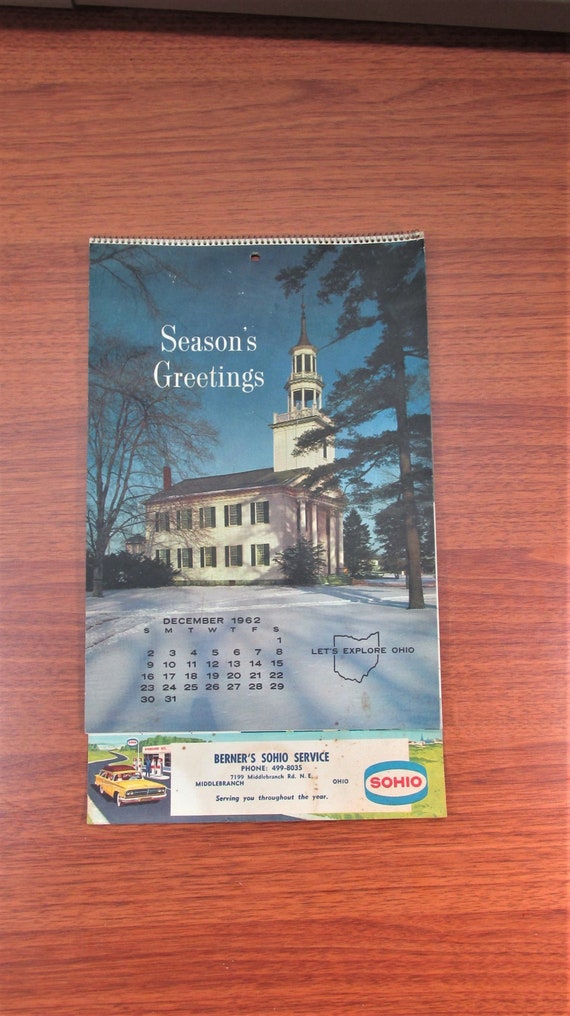 Season's
Greetings
DECEMBER 1962
S M T W T F S
1
2 3 4 5 6 7 8
9 10 11 12 13 14 15
16 17 18 19 20 21 22
23 24 25 26 27 28 29
30 31
LET'S EXPLORE OHIO
BERNER'S SOHIO SERVICE
PHONE: 499-8035
7199 Middlebranch Rd. N.E.
MIDDLEBRANCH OHIO
Serving you throughout the year.
SOHIO